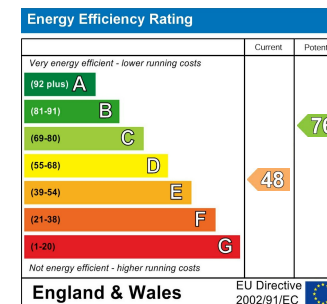 Energy Efficiency Rating
Current
Very energy efficient - lower running costs
(92 plus) A
(81-91) B
(69-80) C
(55-68) D
(39-54) E
(21-38) F
(1-20) G
48
Not energy efficient - higher running costs
England & Wales
EU Directive
2002/91/EC